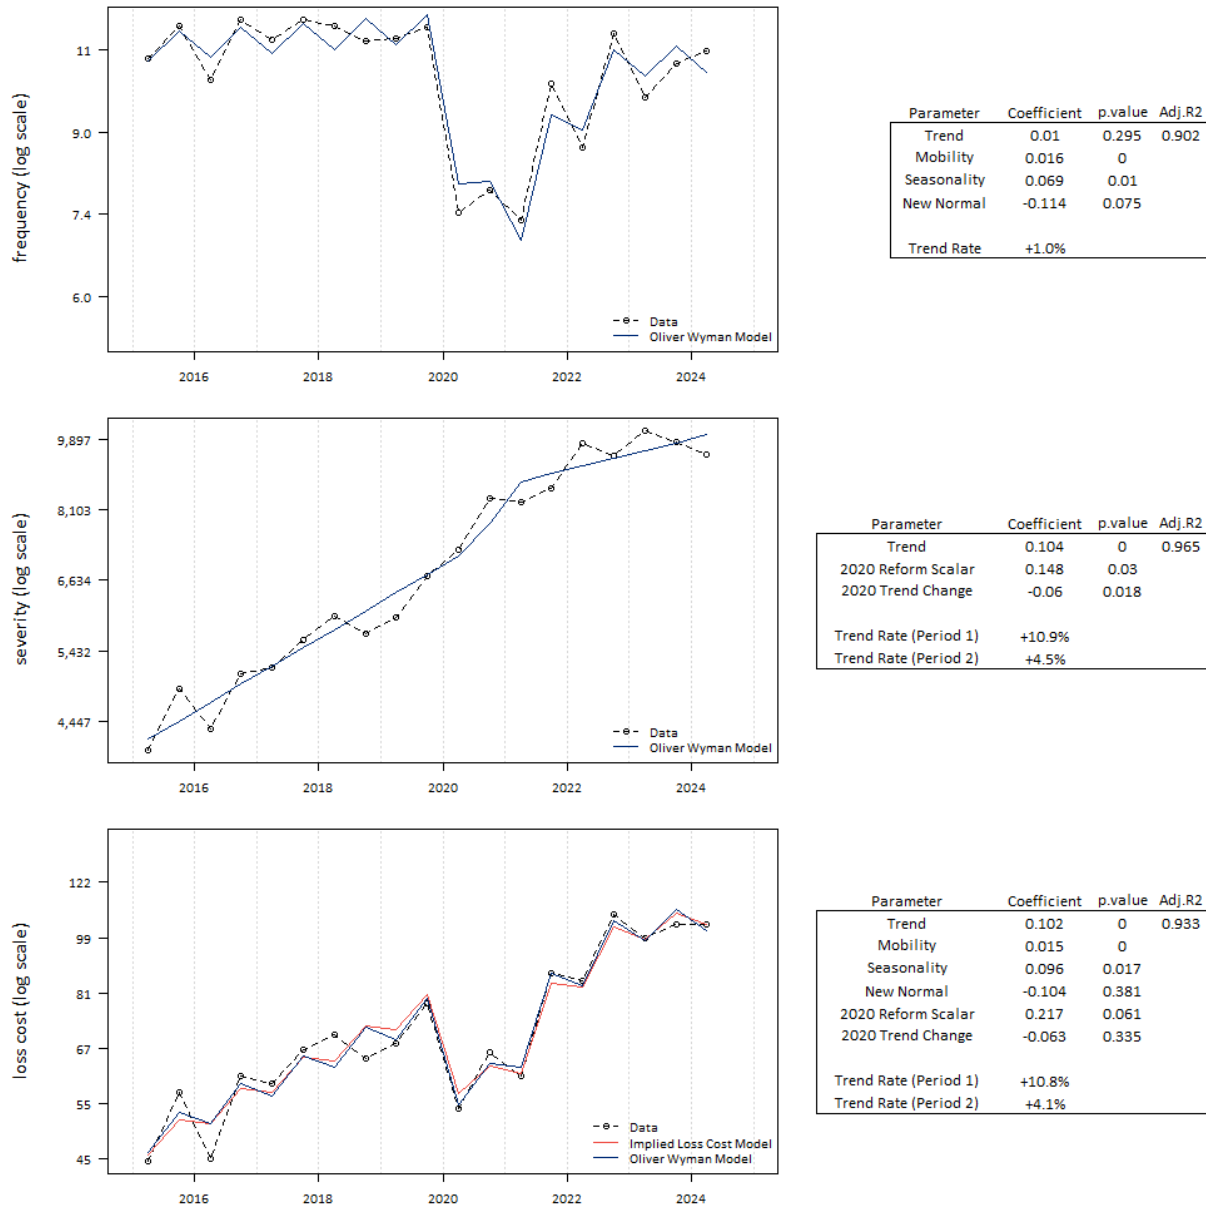 frequency (log scale)
11
9.0
7.4
6.0
Data
Oliver Wyman Model
2016 2018 2020 2022 2024
Parameter Coefficient p.value Adj.R2
Trend 0.01 0.295 0.902
Mobility 0.016 0
Seasonality 0.069 0.01
New Normal -0.114 0.075
Trend Rate +1.0%
severity (log scale)
9,897
8,103
6,634
5,432
4,447
Data
Oliver Wyman Model
2016 2018 2020 2022 2024
Parameter Coefficient p.value Adj.R2
Trend 0.104 0 0.965
2020 Reform Scalar 0.148 0.03
2020 Trend Change -0.06 0.018
Trend Rate (Period 1) +10.9%
Trend Rate (Period 2) +4.5%
loss cost (log scale)
122
99
81
67
55
45
Data
Implied Loss Cost Model
Oliver Wyman Model
2016 2018 2020 2022 2024
Parameter Coefficient p.value Adj.R2
Trend 0.102 0 0.933
Mobility 0.015 0
Seasonality 0.096 0.017
New Normal -0.104 0.381
2020 Reform Scalar 0.217 0.061
2020 Trend Change -0.063 0.335
Trend Rate (Period 1) +10.8%
Trend Rate (Period 2) +4.1%